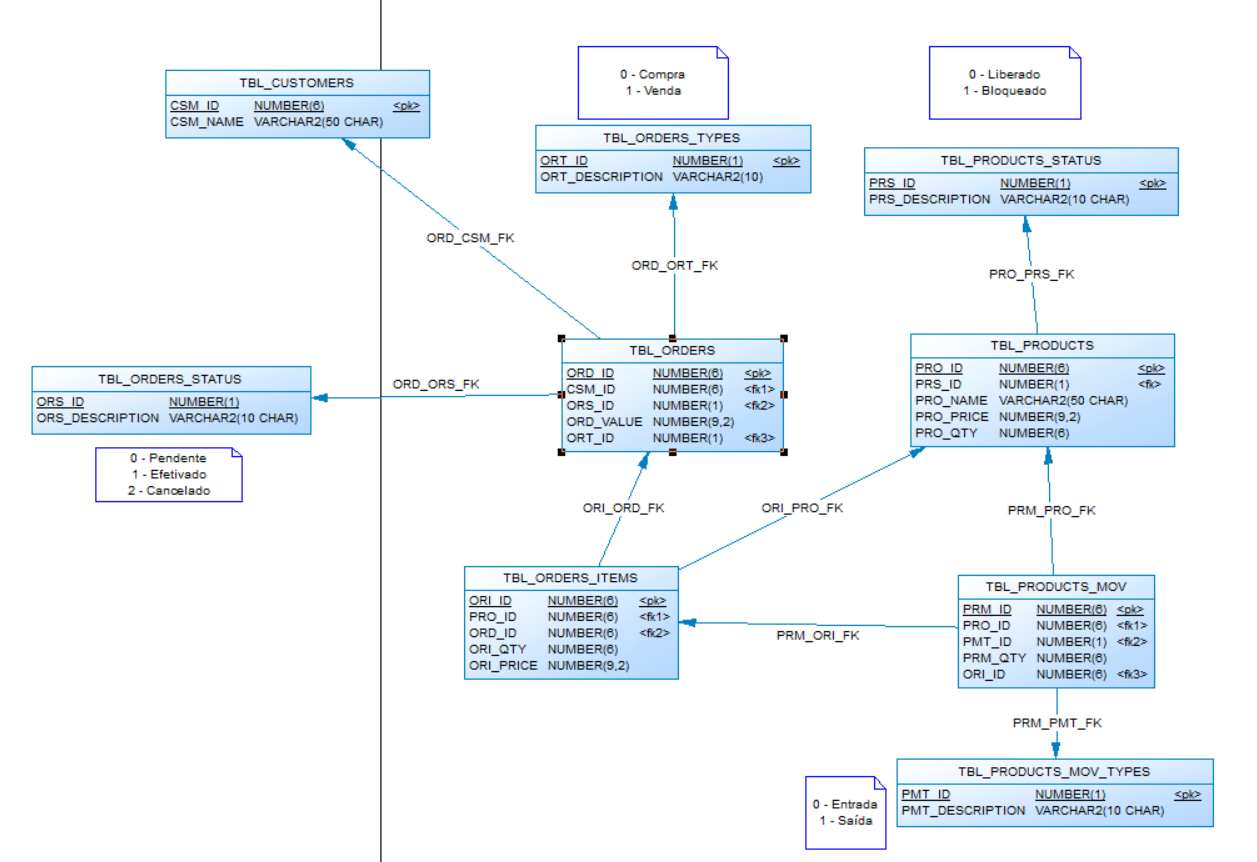 0 - Compra
1 - Venda
0 - Liberado
1 - Bloqueado
TBL_CUSTOMERS
CSM_ID NUMBER(6) <pk>
CSM_NAME VARCHAR2(50 CHAR)
TBL_ORDERS_TYPES
ORT_ID NUMBER(1) <pk>
ORT_DESCRIPTION VARCHAR2(10)
TBL_PRODUCTS_STATUS
PRS_ID NUMBER(1) <pk>
PRS_DESCRIPTION VARCHAR2(10 CHAR)
ORD_CSM_FK
ORD_ORT_FK
PRO_PRS_FK
TBL_ORDERS
ORD_ID NUMBER(6) <pk>
CSM_ID NUMBER(6) <fk1>
ORS_ID NUMBER(1) <fk2>
ORD_VALUE NUMBER(9,2)
ORT_ID NUMBER(1) <fk3>
TBL_PRODUCTS
PRO_ID NUMBER(6) <pk>
PRS_ID NUMBER(1) <fk>
PRO_NAME VARCHAR2(50 CHAR)
PRO_PRICE NUMBER(9,2)
PRO_QTY NUMBER(6)
TBL_ORDERS_STATUS
ORS_ID NUMBER(1)
ORS_DESCRIPTION VARCHAR2(10 CHAR)
ORD_ORS_FK
0 - Pendente
1 - Efetivado
2 - Cancelado
ORI_ORD_FK
ORI_PRO_FK
PRM_PRO_FK
TBL_ORDERS_ITEMS
ORI_ID NUMBER(6) <pk>
PRO_ID NUMBER(6) <fk1>
ORD_ID NUMBER(6) <fk2>
ORI_QTY NUMBER(6)
ORI_PRICE NUMBER(9,2)
TBL_PRODUCTS_MOV
PRM_ID NUMBER(6) <pk>
PRO_ID NUMBER(6) <fk1>
PMT_ID NUMBER(1) <fk2>
PRM_QTY NUMBER(6)
ORI_ID NUMBER(6) <fk3>
PRM_ORI_FK
PRM_PMT_FK
TBL_PRODUCTS_MOV_TYPES
PMT_ID NUMBER(1) <pk>
PMT_DESCRIPTION VARCHAR2(10 CHAR)
0 - Entrada
1 - Saída